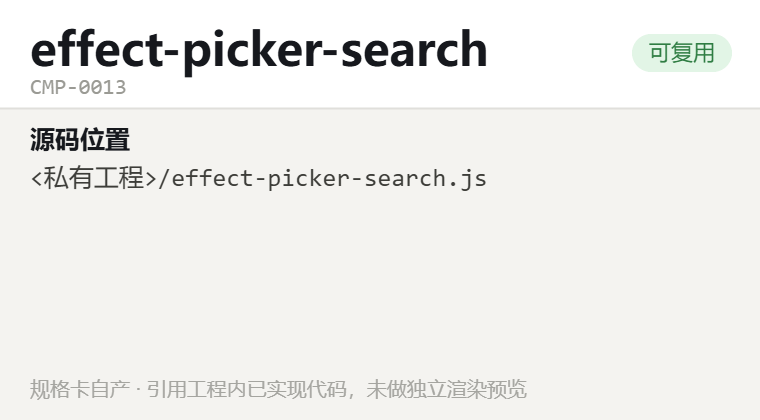 effect-picker-search
可复用
CMP-0013
源码位置
<私有工程>/effect-picker-search.js
规格卡自产 · 引用工程内已实现代码，未做独立渲染预览